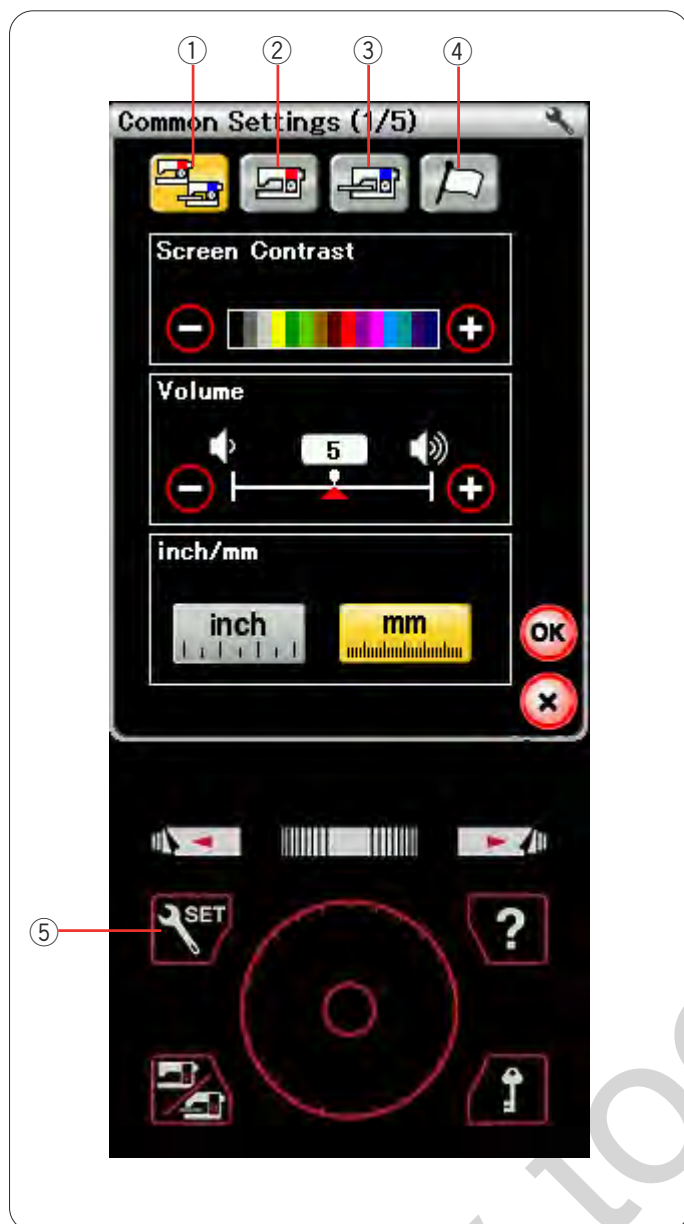 ① ② ③ ④
Common Settings (1/5)
Screen Contrast
Volume
5
inch/mm
inch mm
OK
SET
?
⑤